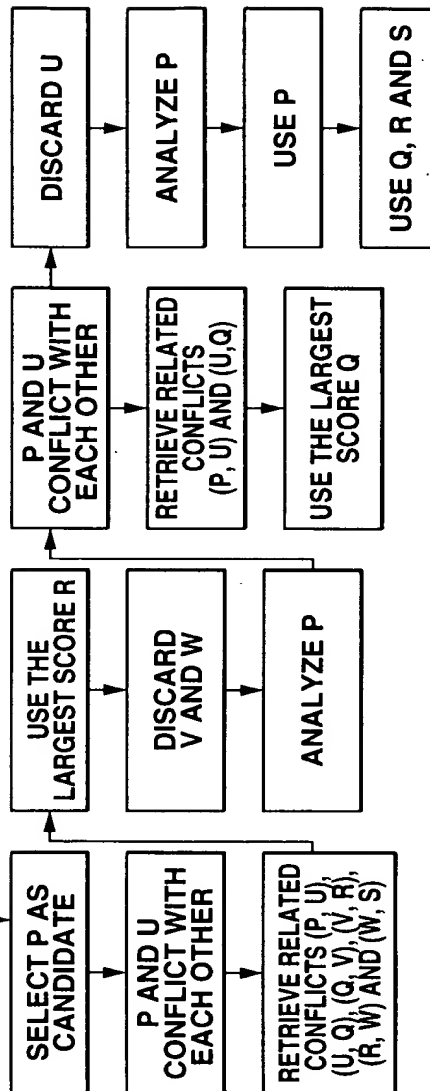 SELECT P AS
CANDIDATE
P AND U
CONFLICT WITH
EACH OTHER
RETRIEVE RELATED
CONFLICTS (P, U),
(U, Q), (Q, V), (V, R),
(R, W) AND (W, S)
USE THE
LARGEST SCORE R
DISCARD
V AND W
ANALYZE P
P AND U
CONFLICT WITH
EACH OTHER
RETRIEVE RELATED
CONFLICTS
(P, U) AND (U,Q)
USE THE LARGEST
SCORE Q
DISCARD U
ANALYZE P
USE P
USE Q, R AND S